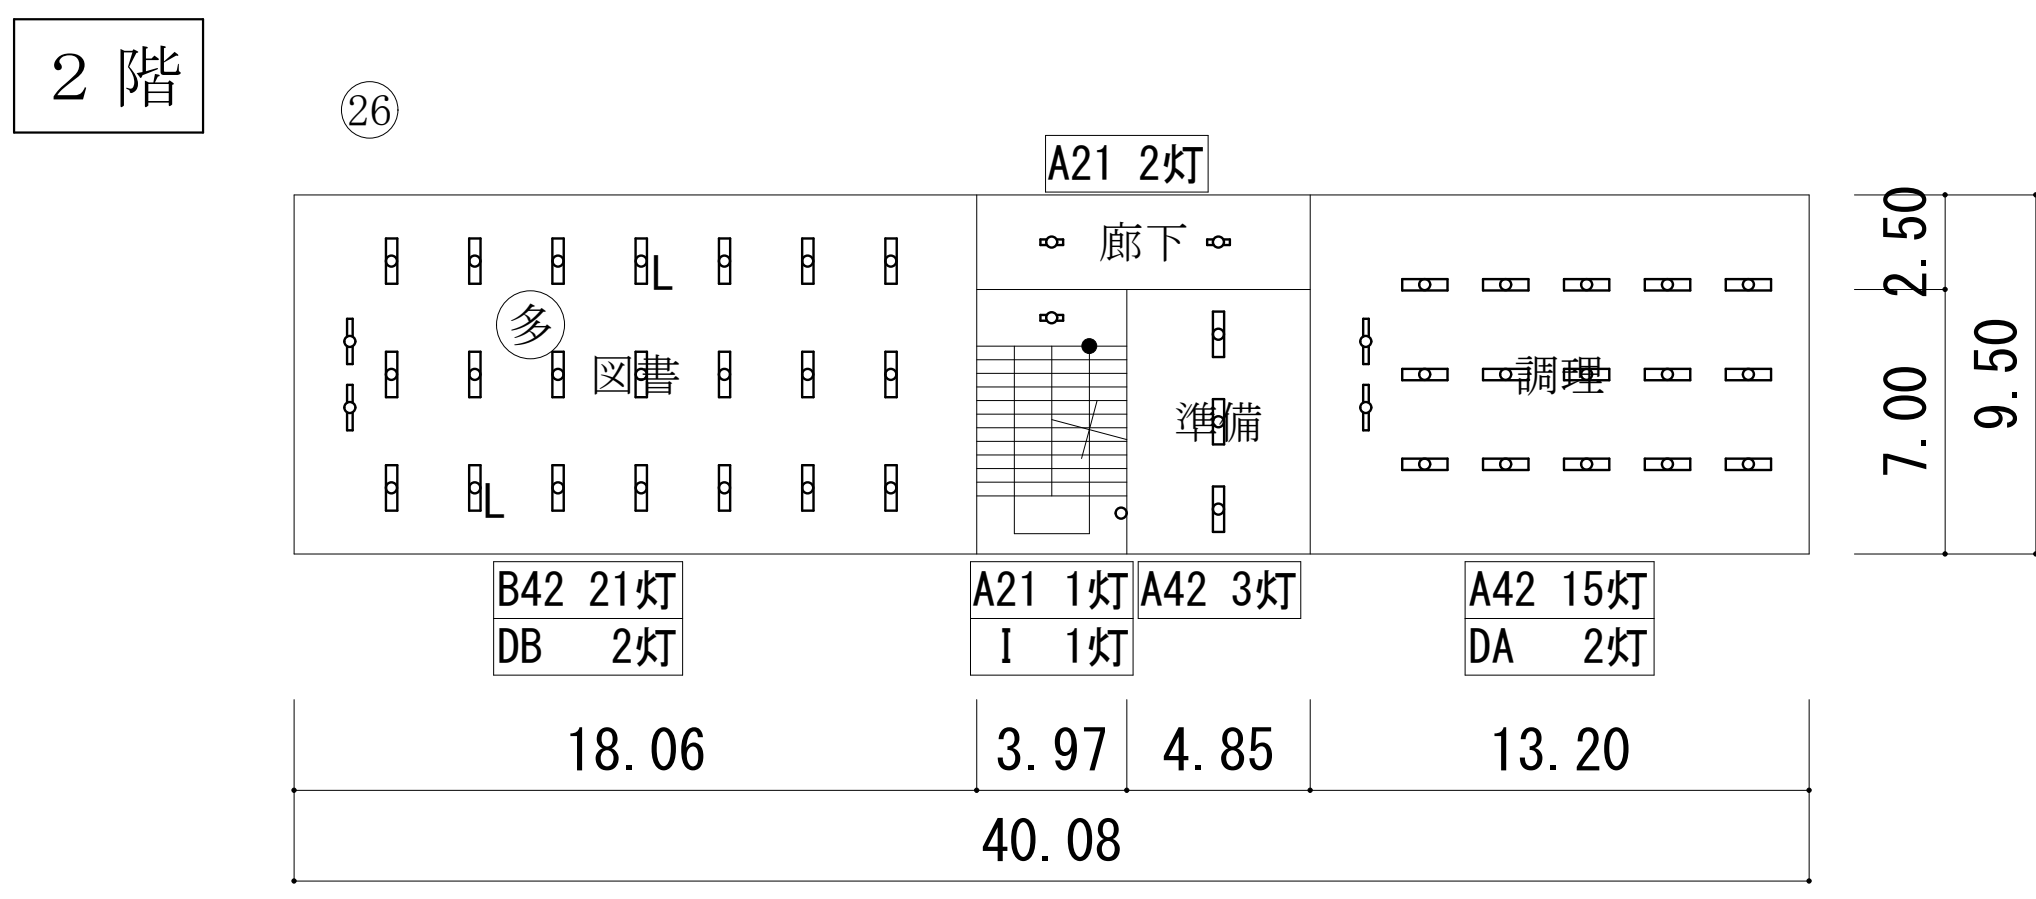 ２階
26
A21 2灯
廊下
L
多
図書
準備
調理
L
2.50
7.00
9.50
B42 21灯
DB 2灯
A21 1灯
I 1灯
A42 3灯
A42 15灯
DA 2灯
18.06
3.97
4.85
13.20
40.08